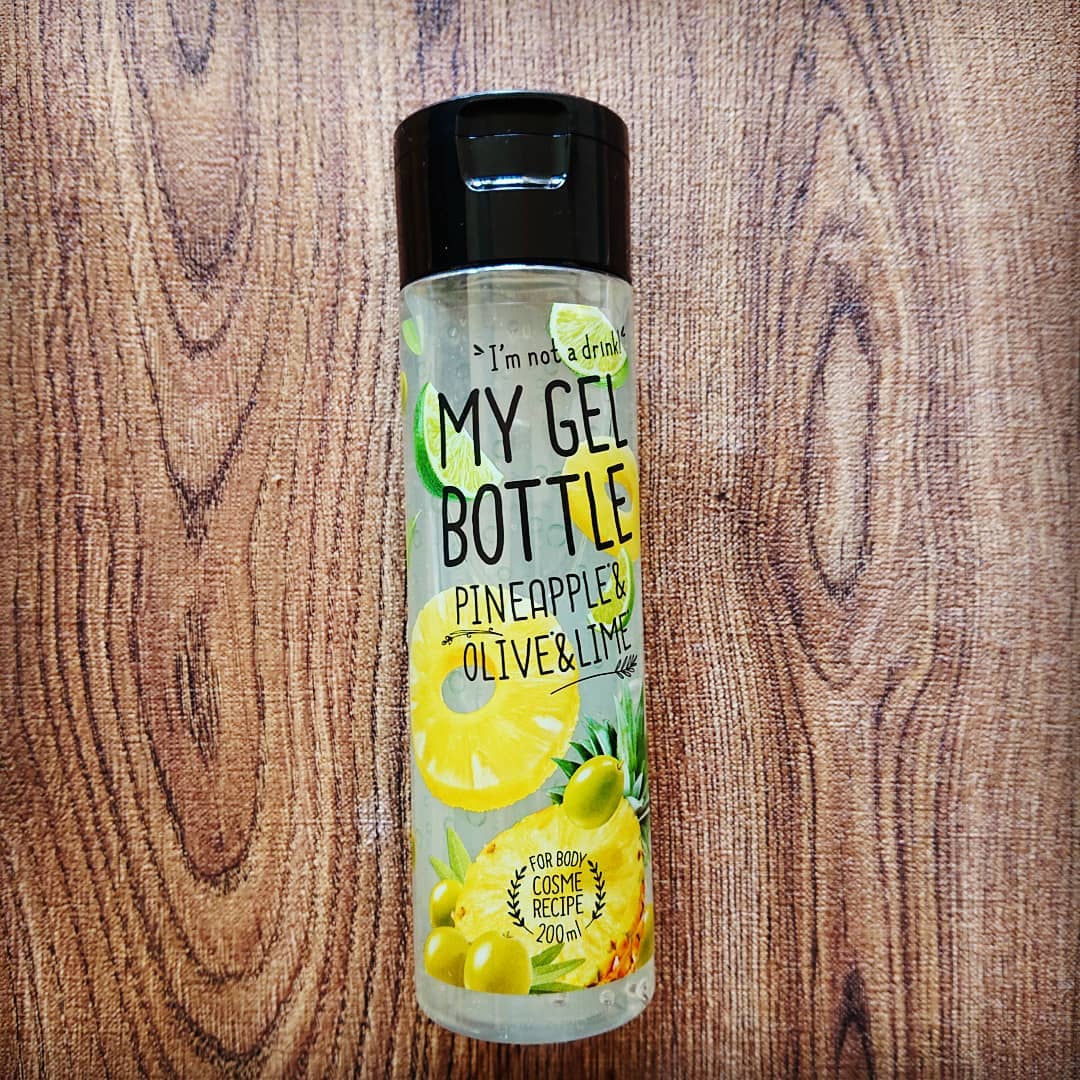 I'm not a drink!
MY GEL
BOTTLE
PINEAPPLE &
OLIVE & LIME
FOR BODY
COSME
RECIPE
200ml